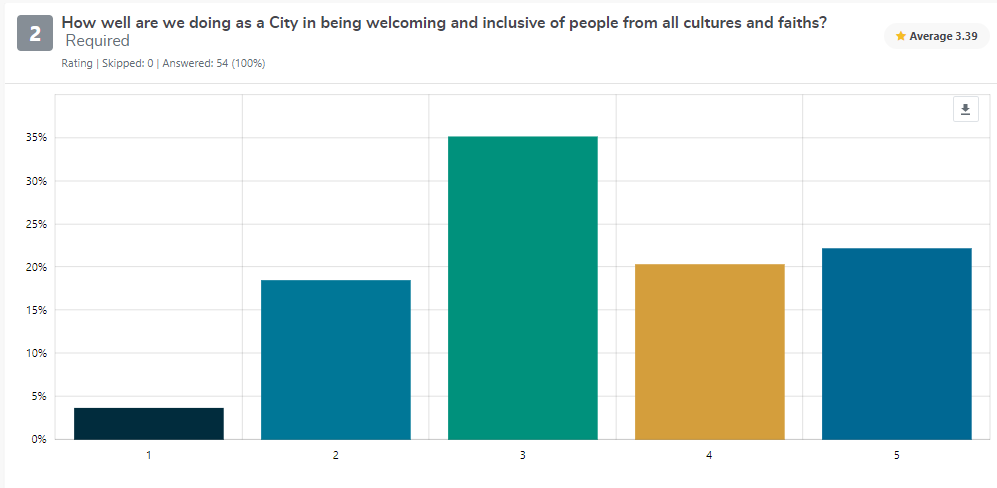 2
How well are we doing as a City in being welcoming and inclusive of people from all cultures and faiths?
Required
Average 3.39
Rating | Skipped: 0 | Answered: 54 (100%)
35%
30%
25%
20%
15%
10%
5%
0%
1 2 3 4 5